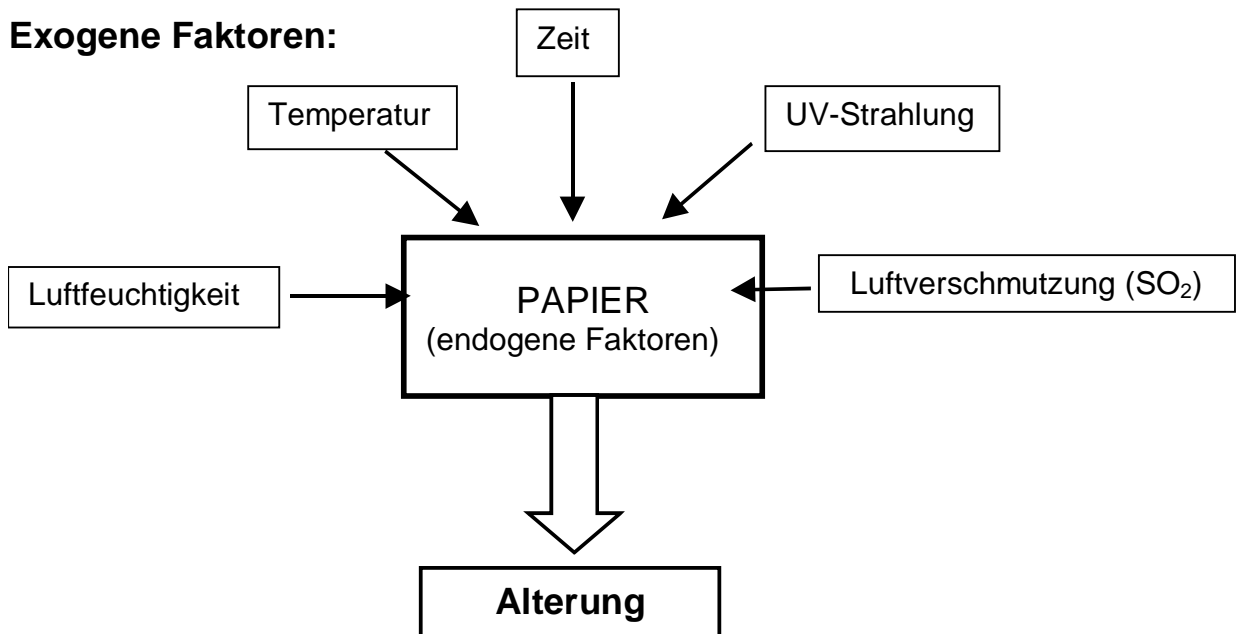 Exogene Faktoren:
Zeit
Temperatur
UV-Strahlung
Luftfeuchtigkeit
PAPIER
(endogene Faktoren)
Luftverschmutzung (SO₂)
Alterung